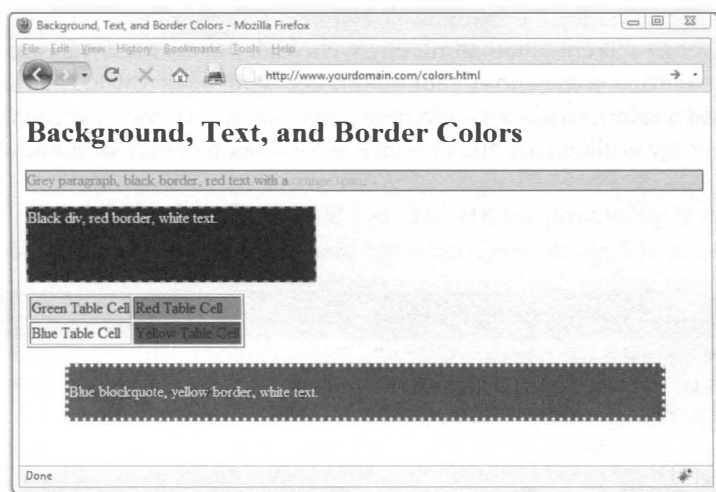 Background, Text, and Border Colors - Mozilla Firefox
File Edit View History Bookmarks Tools Help
http://www.yourdomain.com/colors.html
Background, Text, and Border Colors
Grey paragraph, black border, red text with a orange span.
Black div, red border, white text.
Green Table Cell Red Table Cell
Blue Table Cell Yellow Table Cell
Blue blockquote, yellow border, white text.
Done